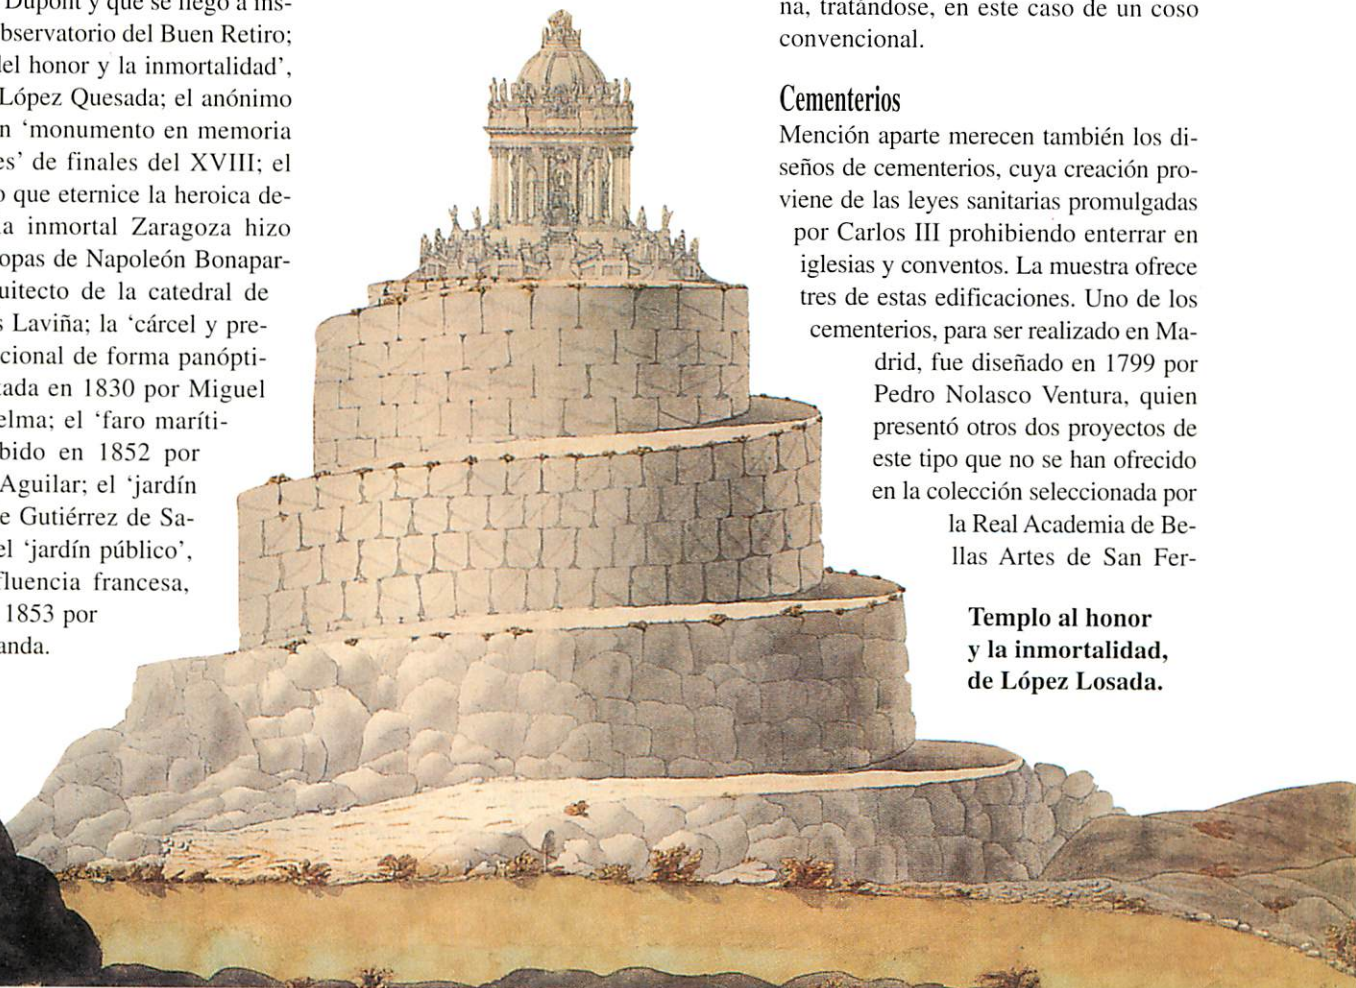 Dupont y que se llegó a ins-
bservatorio del Buen Retiro;
del honor y la inmortalidad’,
López Quesada; el anónimo
n ‘monumento en memoria
es’ de finales del XVIII; el
o que eternice la heroica de-
a inmortal Zaragoza hizo
opas de Napoleón Bonapar-
uitecto de la catedral de
s Laviña; la ‘cárcel y pre-
cional de forma panópti-
tada en 1830 por Miguel
elma; el ‘faro maríti-
bido en 1852 por
Aguilar; el ‘jardín
e Gutiérrez de Sa-
el ‘jardín público’,
fluencia francesa,
1853 por
anda.
na, tratándose, en este caso de un coso
convencional.
Cementerios
Mención aparte merecen también los di-
seños de cementerios, cuya creación pro-
viene de las leyes sanitarias promulgadas
por Carlos III prohibiendo enterrar en
iglesias y conventos. La muestra ofrece
tres de estas edificaciones. Uno de los
cementerios, para ser realizado en Ma-
drid, fue diseñado en 1799 por
Pedro Nolasco Ventura, quien
presentó otros dos proyectos de
este tipo que no se han ofrecido
en la colección seleccionada por
la Real Academia de Be-
llas Artes de San Fer-
Templo al honor
y la inmortalidad,
de López Losada.